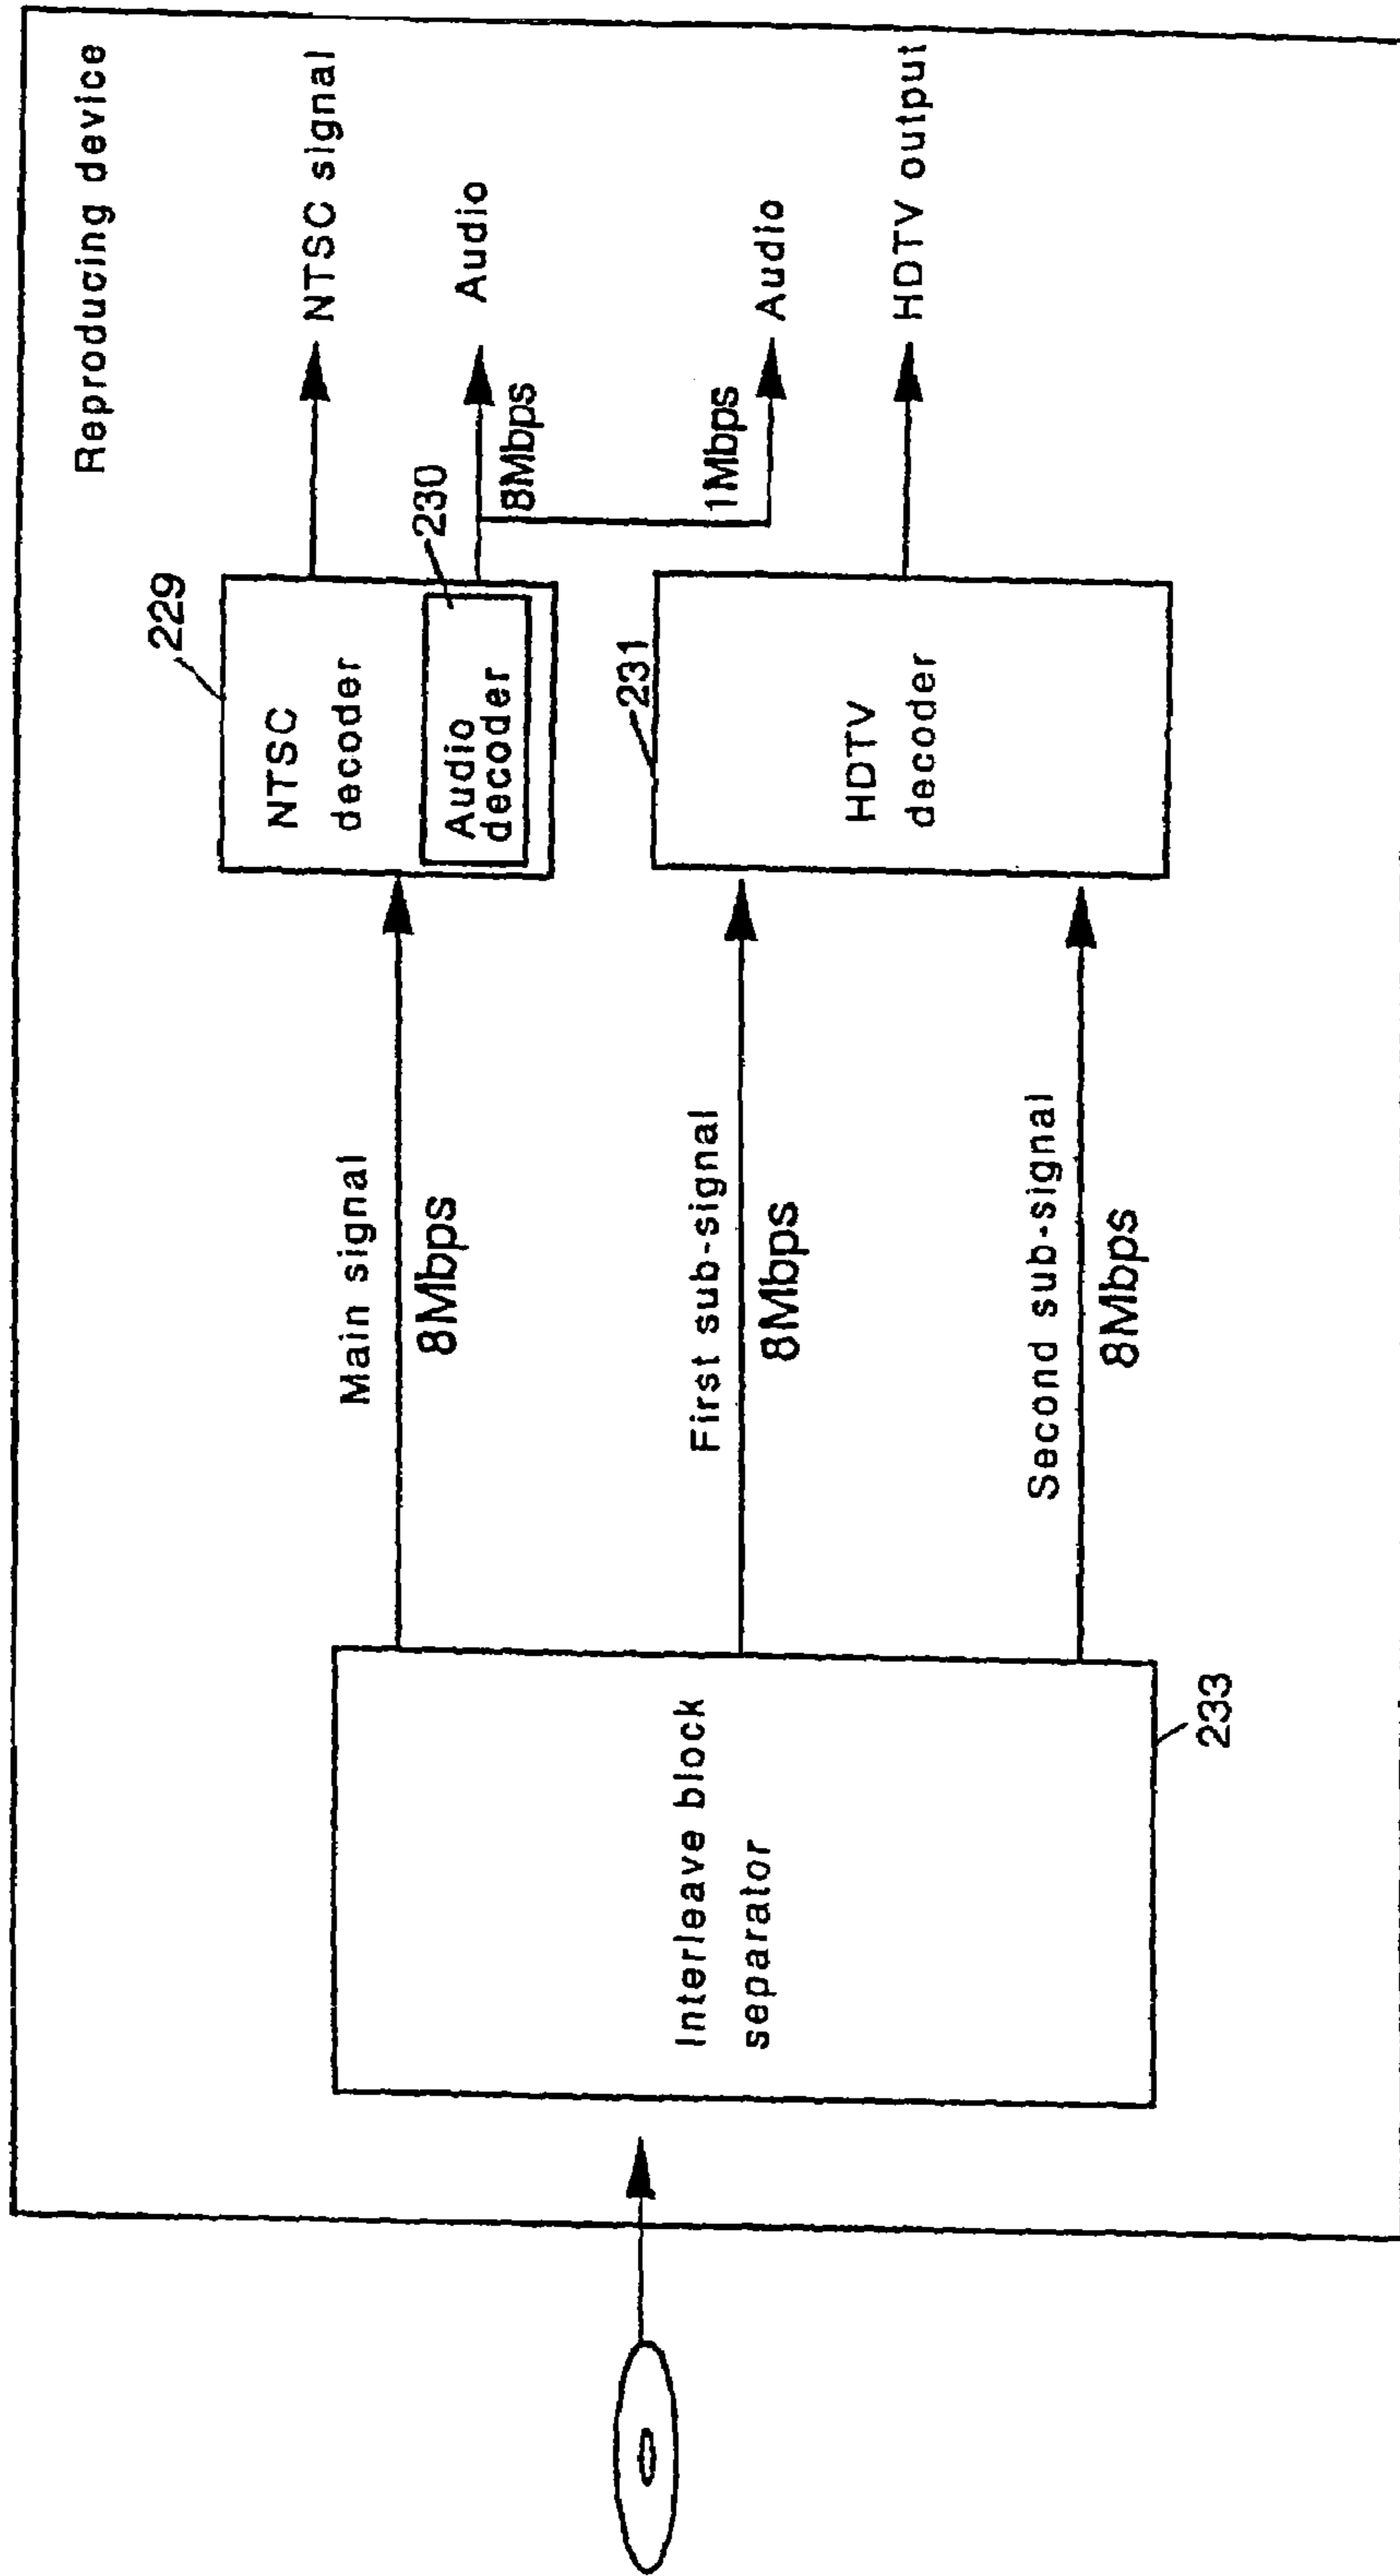 Reproducing device
Interleave block
separator
233
Main signal
8Mbps
First sub-signal
8Mbps
Second sub-signal
8Mbps
229
NTSC
decoder
Audio
decoder
230
231
HDTV
decoder
NTSC signal
Audio
8Mbps
1Mbps
Audio
HDTV output